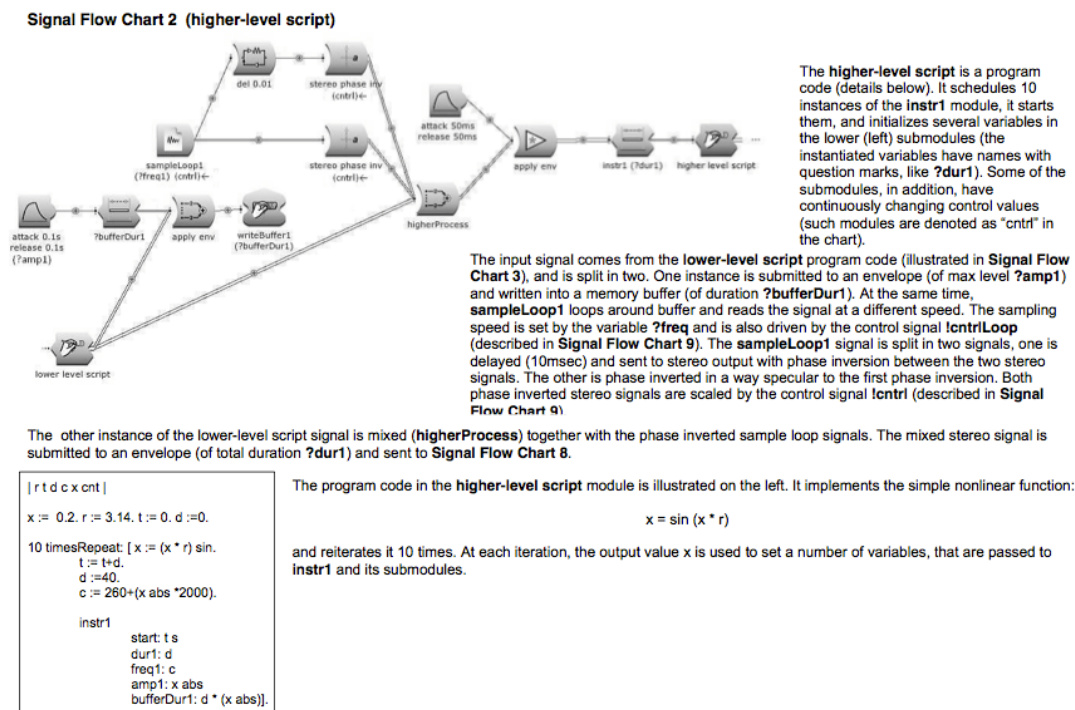 Signal Flow Chart 2 (higher-level script)
del 0.01
stereo phase inv
(cntrl)←
sampleLoop1
(?freq1) (cntrl)←
stereo phase inv
(cntrl)←
attack 50ms
release 50ms
apply env
instr1 (?dur1)
higher level script
...
attack 0.1s
release 0.1s
(?amp1)
?bufferDur1
apply env
writeBuffer1
(?bufferDur1)
higherProcess
lower level script
The higher-level script is a program
code (details below). It schedules 10
instances of the instr1 module, it starts
them, and initializes several variables in
the lower (left) submodules (the
instantiated variables have names with
question marks, like ?dur1). Some of the
submodules, in addition, have
continuously changing control values
(such modules are denoted as "cntrl" in
the chart).
The input signal comes from the lower-level script program code (illustrated in Signal Flow
Chart 3), and is split in two. One instance is submitted to an envelope (of max level ?amp1)
and written into a memory buffer (of duration ?bufferDur1). At the same time,
sampleLoop1 loops around buffer and reads the signal at a different speed. The sampling
speed is set by the variable ?freq and is also driven by the control signal !cntrlLoop
(described in Signal Flow Chart 9). The sampleLoop1 signal is split in two signals, one is
delayed (10msec) and sent to stereo output with phase inversion between the two stereo
signals. The other is phase inverted in a way specular to the first phase inversion. Both
phase inverted stereo signals are scaled by the control signal !cntrl (described in Signal
Flow Chart 9)
The other instance of the lower-level script signal is mixed (higherProcess) together with the phase inverted sample loop signals. The mixed stereo signal is
submitted to an envelope (of total duration ?dur1) and sent to Signal Flow Chart 8.
| r t d c x cnt |
x := 0.2. r := 3.14. t := 0. d :=0.
10 timesRepeat: [ x := (x * r) sin.
t := t+d.
d :=40.
c := 260+(x abs *2000).
instr1
start: t s
dur1: d
freq1: c
amp1: x abs
bufferDur1: d * (x abs)].
The program code in the higher-level script module is illustrated on the left. It implements the simple nonlinear function:
x = sin (x * r)
and reiterates it 10 times. At each iteration, the output value x is used to set a number of variables, that are passed to
instr1 and its submodules.